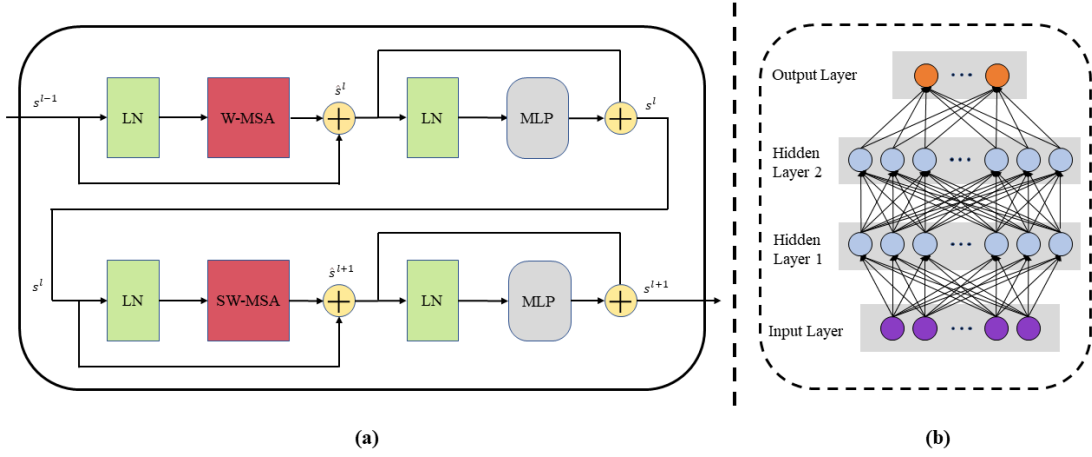 s^{l-1}
LN
W-MSA
ŝ^{l}
LN
MLP
s^{l}
s^{l}
LN
SW-MSA
ŝ^{l+1}
LN
MLP
s^{l+1}
(a)
Output Layer
Hidden
Layer 2
Hidden
Layer 1
Input Layer
(b)